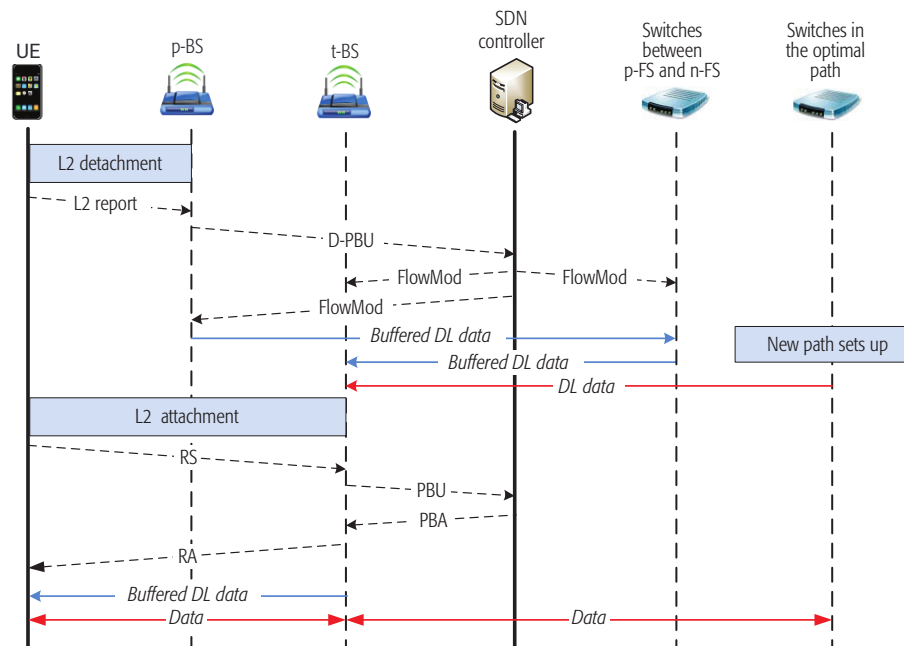 UE
p-BS
t-BS
SDN
controller
Switches
between
p-FS and n-FS
Switches in
the optimal
path
L2 detachment
L2 report
D-PBU
FlowMod
FlowMod
FlowMod
Buffered DL data
New path sets up
Buffered DL data
DL data
L2 attachment
RS
PBU
PBA
RA
Buffered DL data
Data
Data